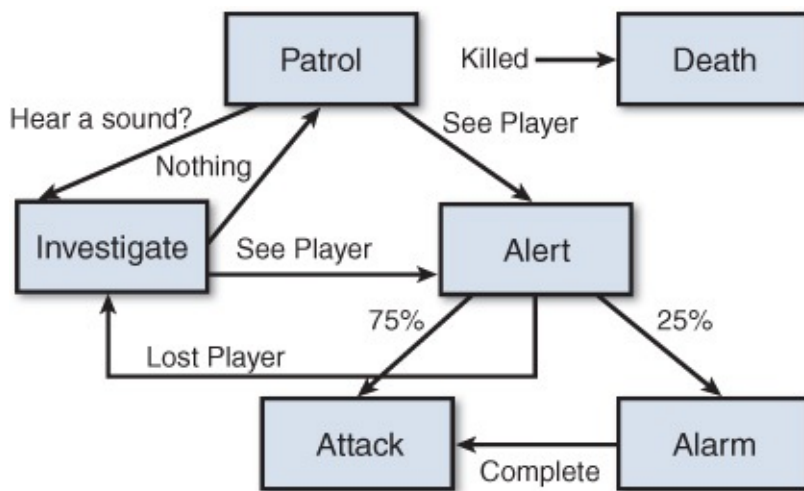 Patrol
Killed
Death
Hear a sound?
See Player
Nothing
Investigate
See Player
Alert
75%
25%
Lost Player
Attack
Alarm
Complete